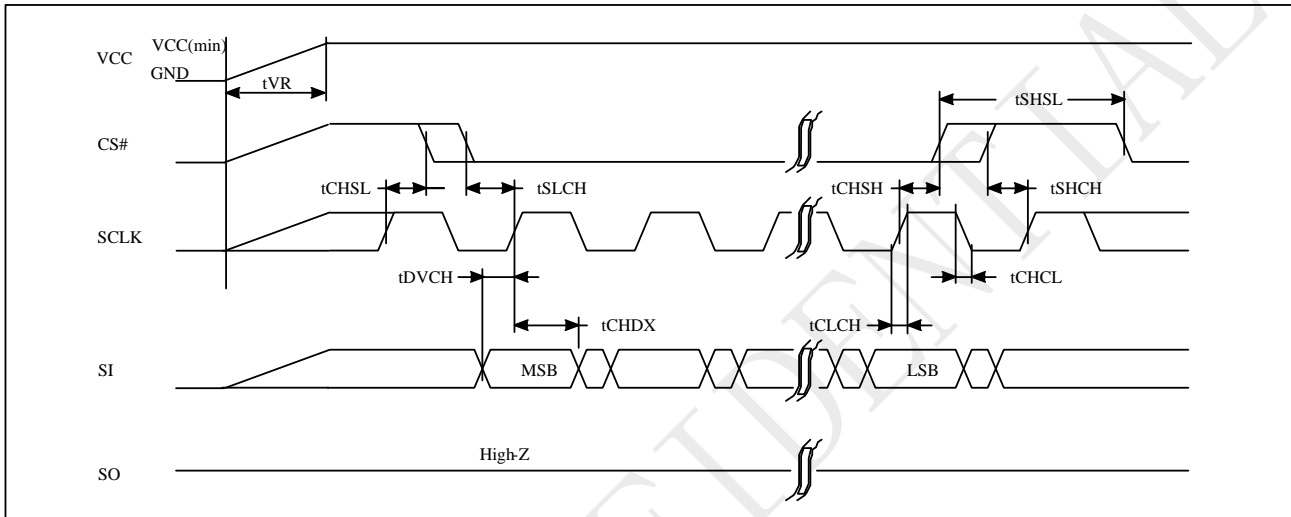 VCC
VCC(min)
GND
tVR
tSHSL
CS#
tCHSL
tSLCH
tCHSH
tSHCH
SCLK
tDVCH
tCHCL
tCHDX
tCLCH
SI
MSB
LSB
High-Z
SO